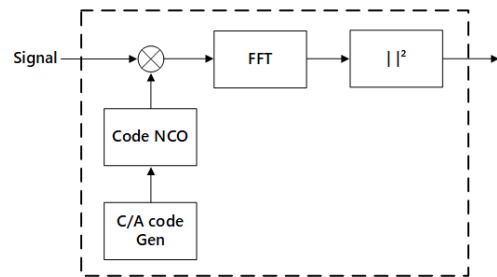 Signal
FFT
| |²
Code NCO
C/A code
Gen